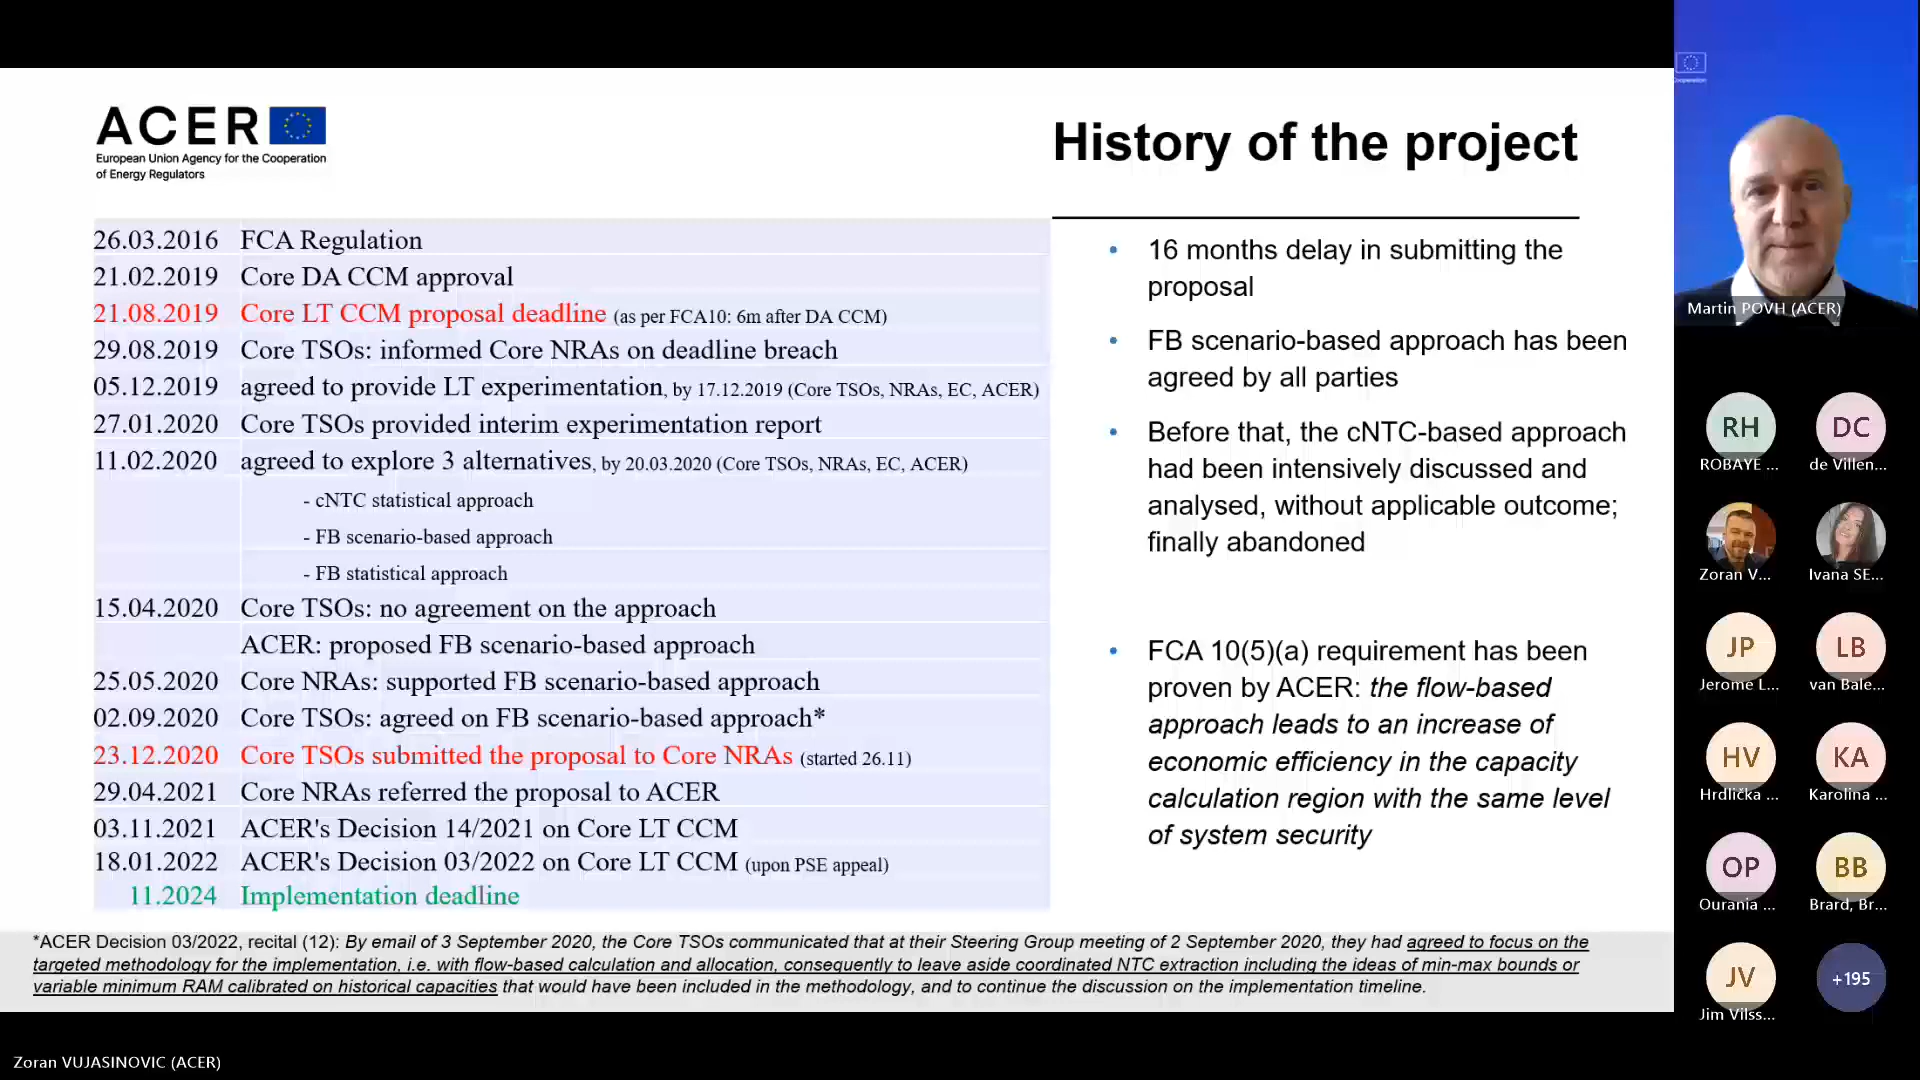 ACER
European Union Agency for the Cooperation
of Energy Regulators
History of the project
26.03.2016 FCA Regulation
21.02.2019 Core DA CCM approval
21.08.2019 Core LT CCM proposal deadline (as per FCA10: 6m after DA CCM)
29.08.2019 Core TSOs: informed Core NRAs on deadline breach
05.12.2019 agreed to provide LT experimentation, by 17.12.2019 (Core TSOs, NRAs, EC, ACER)
27.01.2020 Core TSOs provided interim experimentation report
11.02.2020 agreed to explore 3 alternatives, by 20.03.2020 (Core TSOs, NRAs, EC, ACER)
- cNTC statistical approach
- FB scenario-based approach
- FB statistical approach
15.04.2020 Core TSOs: no agreement on the approach
ACER: proposed FB scenario-based approach
25.05.2020 Core NRAs: supported FB scenario-based approach
02.09.2020 Core TSOs: agreed on FB scenario-based approach*
23.12.2020 Core TSOs submitted the proposal to Core NRAs (started 26.11)
29.04.2021 Core NRAs referred the proposal to ACER
03.11.2021 ACER's Decision 14/2021 on Core LT CCM
18.01.2022 ACER's Decision 03/2022 on Core LT CCM (upon PSE appeal)
11.2024 Implementation deadline
• 16 months delay in submitting the
proposal
• FB scenario-based approach has been
agreed by all parties
• Before that, the cNTC-based approach
had been intensively discussed and
analysed, without applicable outcome;
finally abandoned
• FCA 10(5)(a) requirement has been
proven by ACER: the flow-based
approach leads to an increase of
economic efficiency in the capacity
calculation region with the same level
of system security
*ACER Decision 03/2022, recital (12): By email of 3 September 2020, the Core TSOs communicated that at their Steering Group meeting of 2 September 2020, they had agreed to focus on the
targeted methodology for the implementation, i.e. with flow-based calculation and allocation, consequently to leave aside coordinated NTC extraction including the ideas of min-max bounds or
variable minimum RAM calibrated on historical capacities that would have been included in the methodology, and to continue the discussion on the implementation timeline.
Martin POVH (ACER)
RH DC
ROBAYE ... de Villen...
Zoran V... Ivana SE...
JP LB
Jerome L... van Bale...
HV KA
Hrdlička ... Karolina ...
OP BB
Ourania ... Brard, Br...
JV +195
Jim Vilss...
Zoran VUJASINOVIC (ACER)